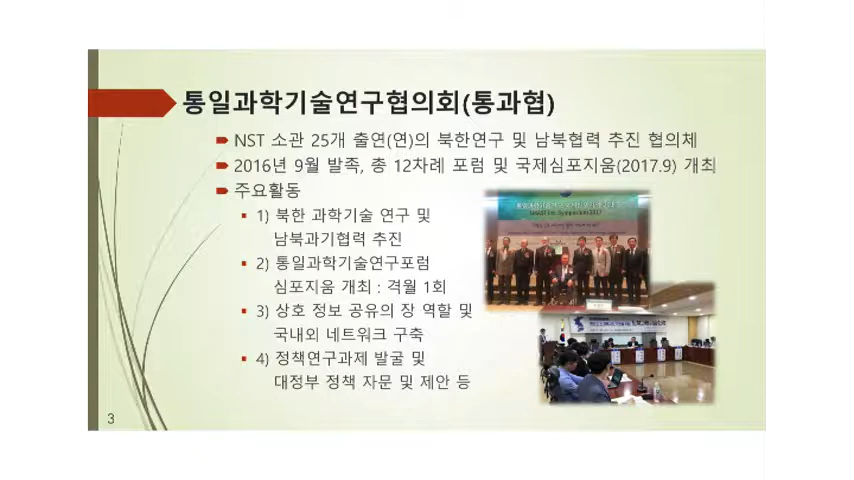 통일과학기술연구협의회(통과협)
NST 소관 25개 출연(연)의 북한연구 및 남북협력 추진 협의체
2016년 9월 발족, 총 12차례 포럼 및 국제심포지움(2017.9) 개최
주요활동
1) 북한 과학기술 연구 및
남북과기협력 추진
2) 통일과학기술연구포럼
심포지움 개최 : 격월 1회
3) 상호 정보 공유의 장 역할 및
국내외 네트워크 구축
4) 정책연구과제 발굴 및
대정부 정책 자문 및 제안 등
Symposium 2017
3